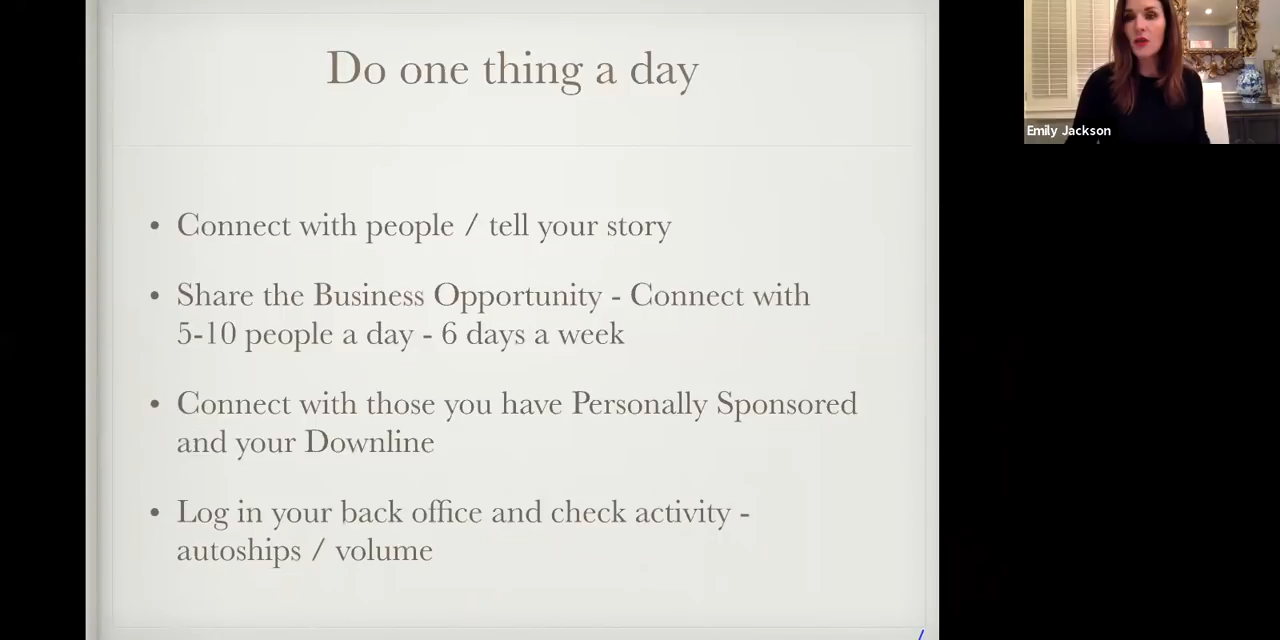 Do one thing a day
• Connect with people / tell your story
• Share the Business Opportunity - Connect with
5-10 people a day - 6 days a week
• Connect with those you have Personally Sponsored
and your Downline
• Log in your back office and check activity -
autoships / volume
Emily Jackson